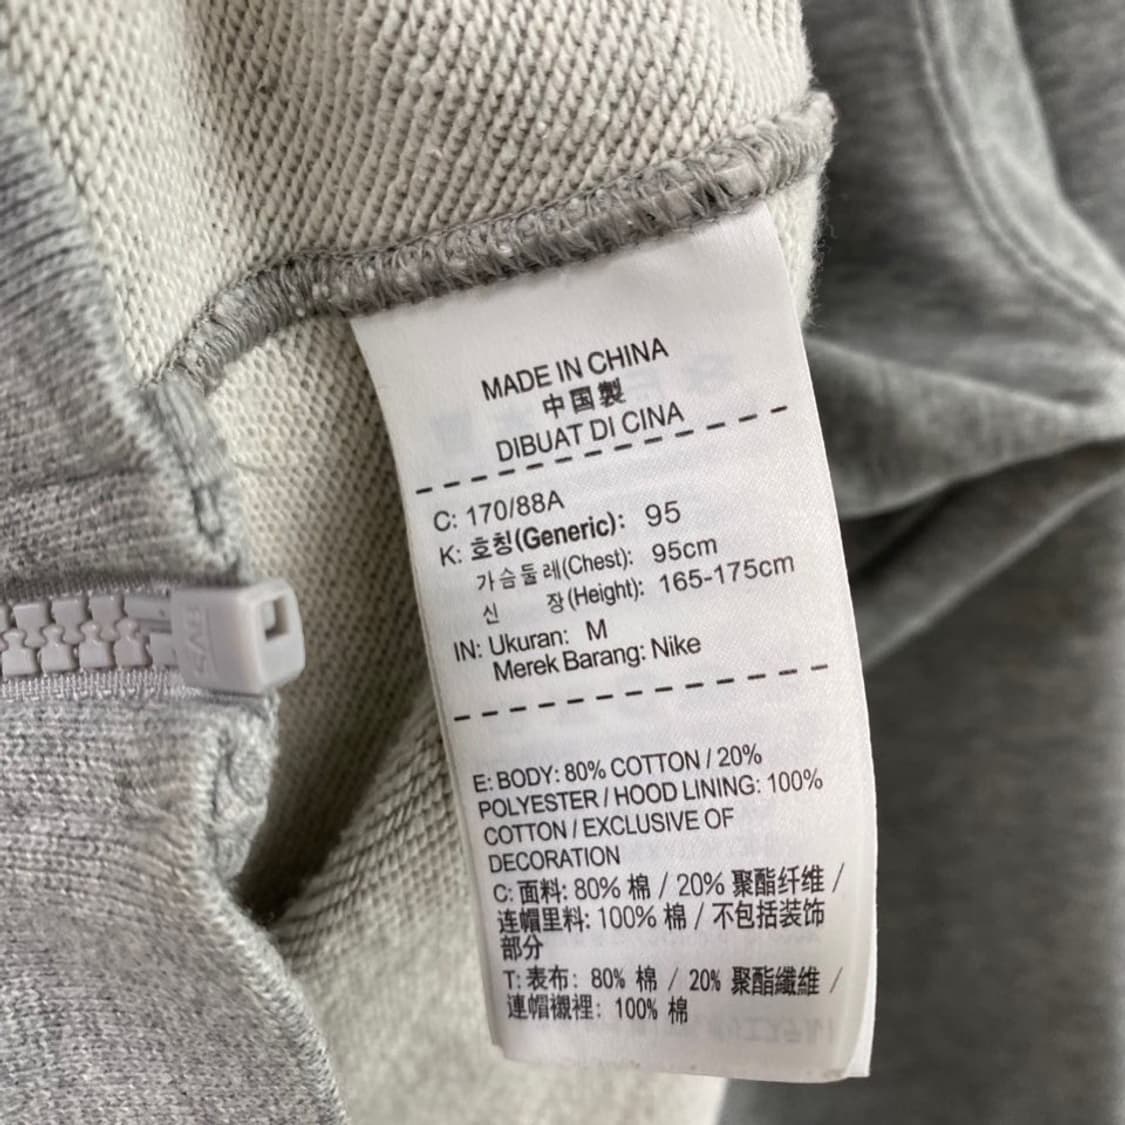 MADE IN CHINA
中国製
DIBUAT DI CINA
C: 170/88A
K: 호칭(Generic): 95
가슴둘레(Chest): 95cm
신 장(Height): 165-175cm
IN: Ukuran: M
Merek Barang: Nike
E: BODY: 80% COTTON / 20%
POLYESTER / HOOD LINING: 100%
COTTON / EXCLUSIVE OF
DECORATION
C: 面料: 80% 棉 / 20% 聚酯纤维 /
连帽里料: 100% 棉 / 不包括装饰
部分
T: 表布: 80% 棉 / 20% 聚酯纖維 /
連帽襯裡: 100% 棉